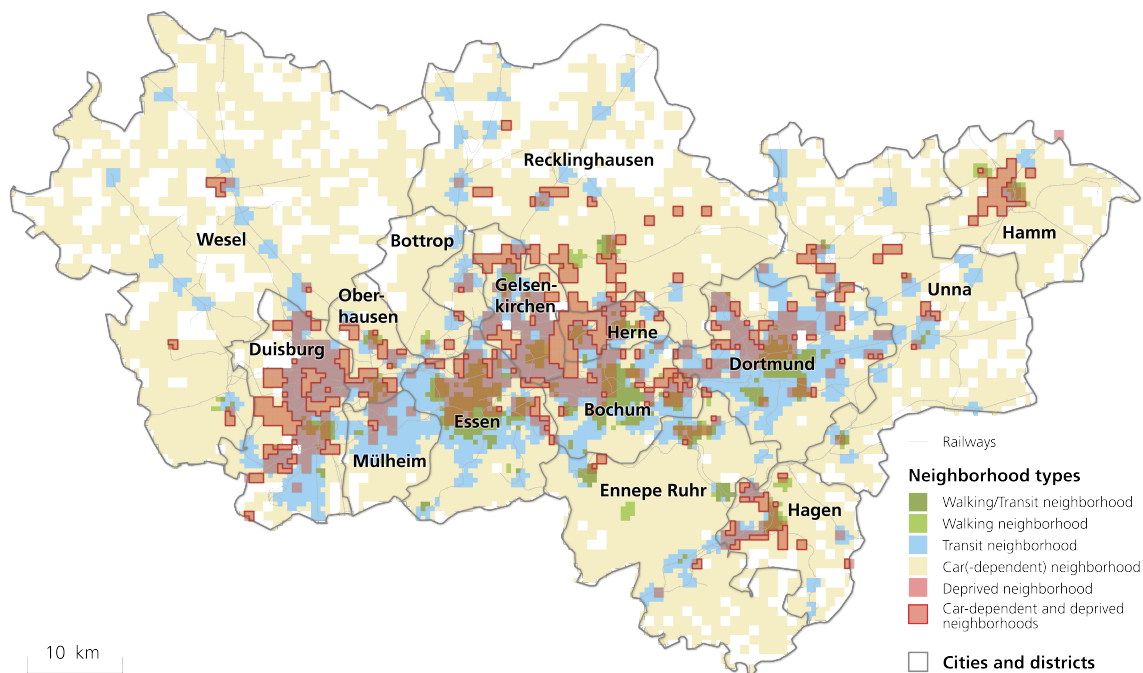 Recklinghausen
Hamm
Wesel
Bottrop
Gelsen-
kirchen
Unna
Ober-
hausen
Herne
Duisburg
Dortmund
Bochum
Essen
Mülheim
Ennepe Ruhr
Hagen
Railways
Neighborhood types
Walking/Transit neighborhood
Walking neighborhood
Transit neighborhood
Car(-dependent) neighborhood
Deprived neighborhood
Car-dependent and deprived
neighborhoods
Cities and districts
10 km